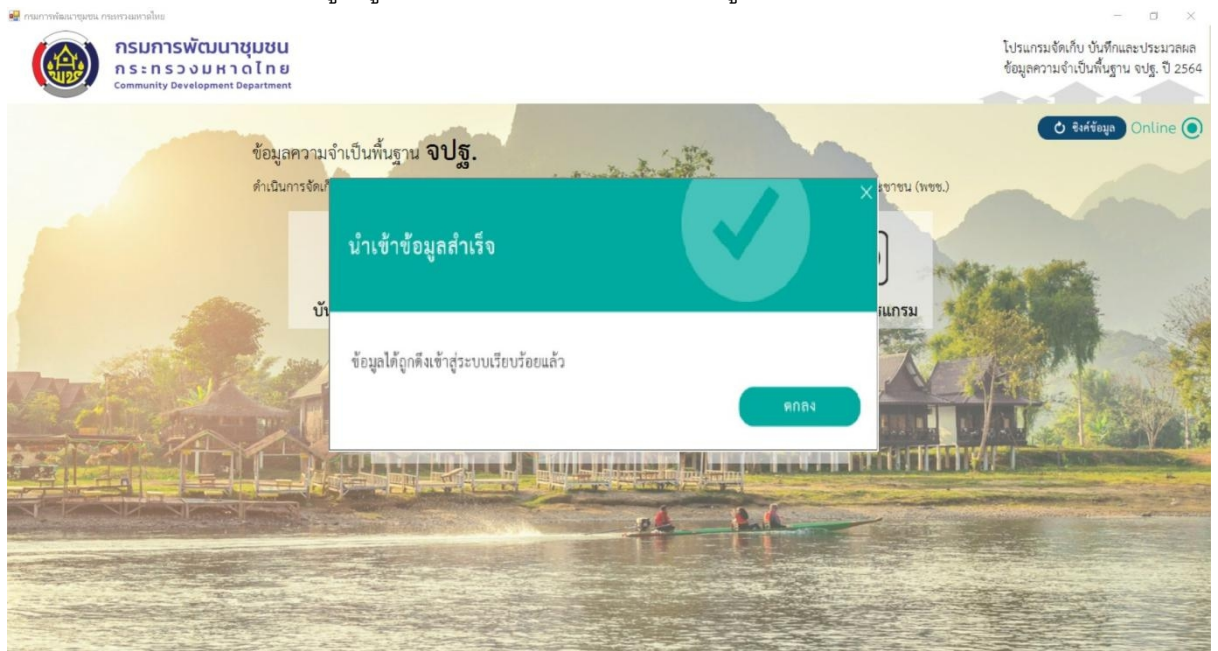 กรมการพัฒนาชุมชน กระทรวงมหาดไทย
กรมการพัฒนาชุมชน
กระทรวงมหาดไทย
Community Development Department
โปรแกรมจัดเก็บ บันทึกและประมวลผล
ข้อมูลความจำเป็นพื้นฐาน จปฐ. ปี 2564
ซิงค์ข้อมูล Online
ข้อมูลความจำเป็นพื้นฐาน จปฐ.
ดำเนินการจัดเก็ ะชาชน (พชช.)
นำเข้าข้อมูลสำเร็จ
บัน รแกรม
ข้อมูลได้ถูกดึงเข้าสู่ระบบเรียบร้อยแล้ว
ตกลง